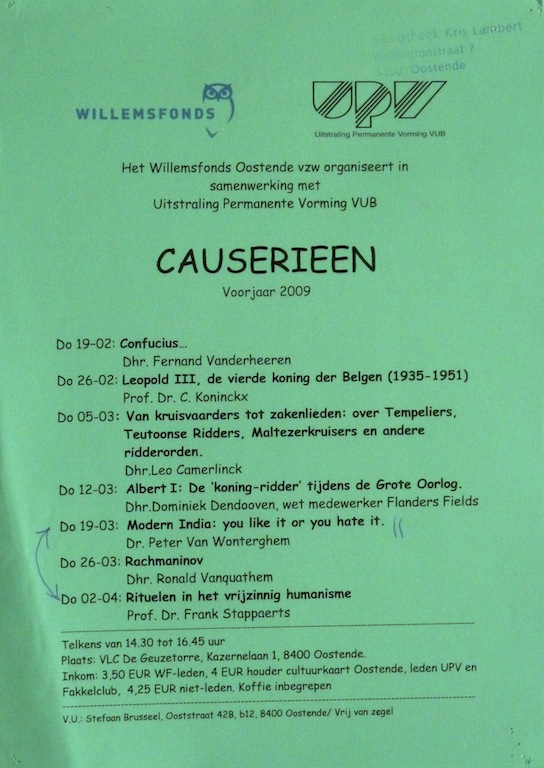 Kris Lambert
Oostende
WILLEMSFONDS
UPV
Uitstraling Permanente Vorming VUB
Het Willemsfonds Oostende vzw organiseert in
samenwerking met
Uitstraling Permanente Vorming VUB
CAUSERIEEN
Voorjaar 2009
Do 19-02: Confucius…
Dhr. Fernand Vanderheeren
Do 26-02: Leopold III, de vierde koning der Belgen (1935-1951)
Prof. Dr. C. Koninckx
Do 05-03: Van kruisvaarders tot zakenlieden: over Tempeliers,
Teutoonse Ridders, Maltezerkruisers en andere
ridderorden.
Dhr.Leo Camerlinck
Do 12-03: Albert I: De 'koning-ridder' tijdens de Grote Oorlog.
Dhr.Dominiek Dendooven, wet medewerker Flanders Fields
Do 19-03: Modern India: you like it or you hate it.
Dr. Peter Van Wonterghem
Do 26-03: Rachmaninov
Dhr. Ronald Vanquathem
Do 02-04: Rituelen in het vrijzinnig humanisme
Prof. Dr. Frank Stappaerts
Telkens van 14.30 tot 16.45 uur
Plaats: VLC De Geuzetorre, Kazernelaan 1, 8400 Oostende.
Inkom: 3,50 EUR WF-leden, 4 EUR houder cultuurkaart Oostende, leden UPV en
Fakkelclub, 4,25 EUR niet-leden. Koffie inbegrepen
V.U.: Stefaan Brusseel, Ooststraat 42B, b12, 8400 Oostende/ Vrij van zegel